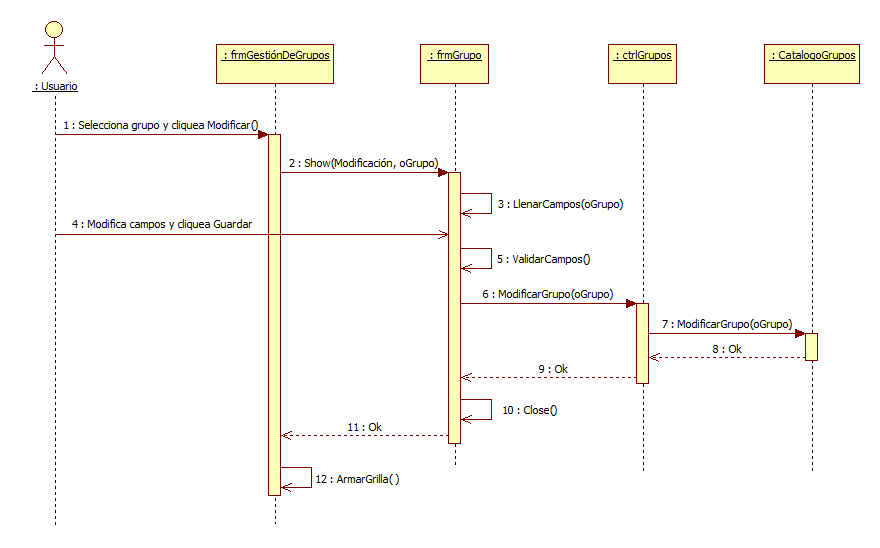 : frmGestiónDeGrupos
: frmGrupo
: ctrlGrupos
: CatalogoGrupos
: Usuario
1 : Selecciona grupo y cliquea Modificar()
2 : Show(Modificación, oGrupo)
3 : LlenarCampos(oGrupo)
4 : Modifica campos y cliquea Guardar
5 : ValidarCampos()
6 : ModificarGrupo(oGrupo)
7 : ModificarGrupo(oGrupo)
8 : Ok
9 : Ok
10 : Close()
11 : Ok
12 : ArmarGrilla( )